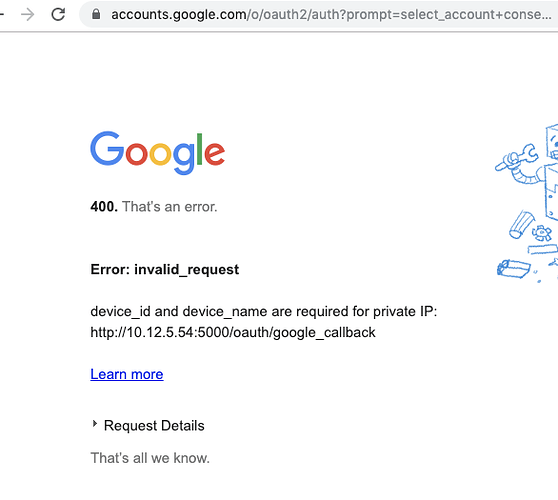 accounts.google.com/o/oauth2/auth?prompt=select_account+conse...
Google
400. That's an error.
Error: invalid_request
device_id and device_name are required for private IP:
http://10.12.5.54:5000/oauth/google_callback
Learn more
Request Details
That's all we know.